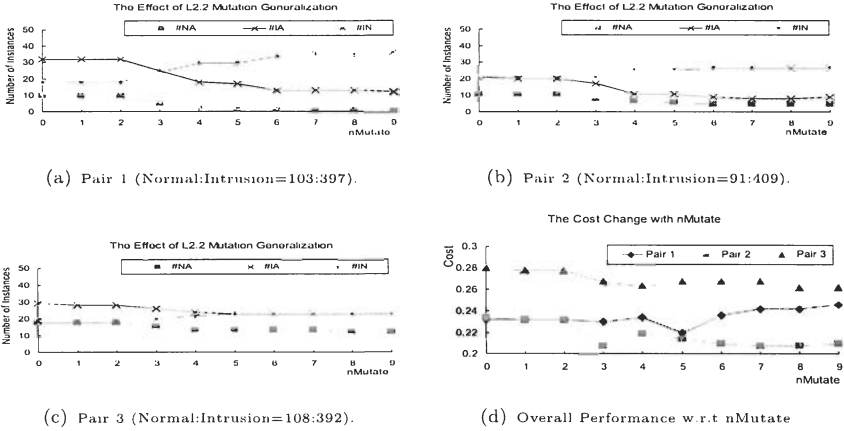 The Effect of L2.2 Mutation Generalization
#NA #IA #IN
Number of Instances
50
40
30
20
10
0
0 1 2 3 4 5 6 7 8 9
nMutate
(a) Pair 1 (Normal:Intrusion=103:397).
The Effect of L2.2 Mutation Generalization
#NA #IA #IN
Number of Instances
50
40
30
20
10
0
0 1 2 3 4 5 6 7 8 9
nMutate
(b) Pair 2 (Normal:Intrusion=91:409).
The Effect of L2.2 Mutation Generalization
#NA #IA #IN
Number of Instances
50
40
30
20
10
0
0 1 2 3 4 5 6 7 8 9
nMutate
(c) Pair 3 (Normal:Intrusion=108:392).
The Cost Change with nMutate
Pair 1 Pair 2 Pair 3
Cost
0.3
0.28
0.26
0.24
0.22
0.2
0 1 2 3 4 5 6 7 8 9
nMutate
(d) Overall Performance w.r.t nMutate